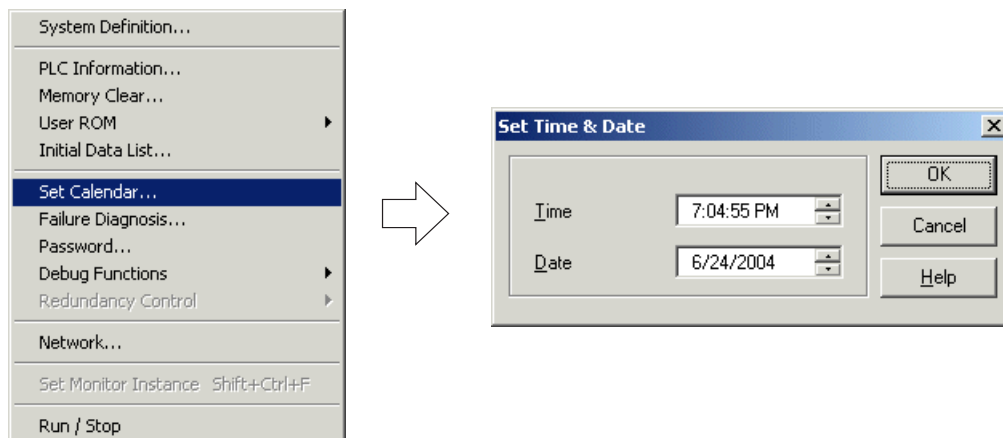 System Definition...
PLC Information...
Memory Clear...
User ROM
Initial Data List...
Set Calendar...
Failure Diagnosis...
Password...
Debug Functions
Redundancy Control
Network...
Set Monitor Instance Shift+Ctrl+F
Run / Stop
Set Time & Date
Time 7:04:55 PM
Date 6/24/2004
OK
Cancel
Help